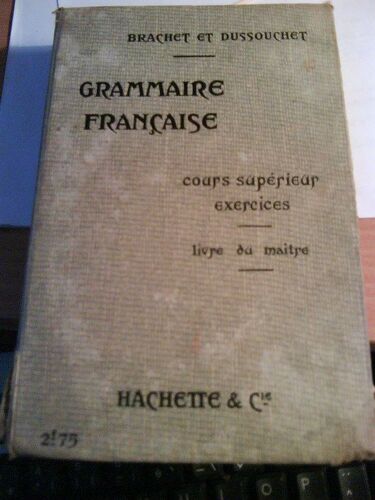 BRACHET ET DUSSOUCHET
GRAMMAIRE
FRANÇAISE
cours supérieur
exercices
livre du maître
HACHETTE & Cie
2f75